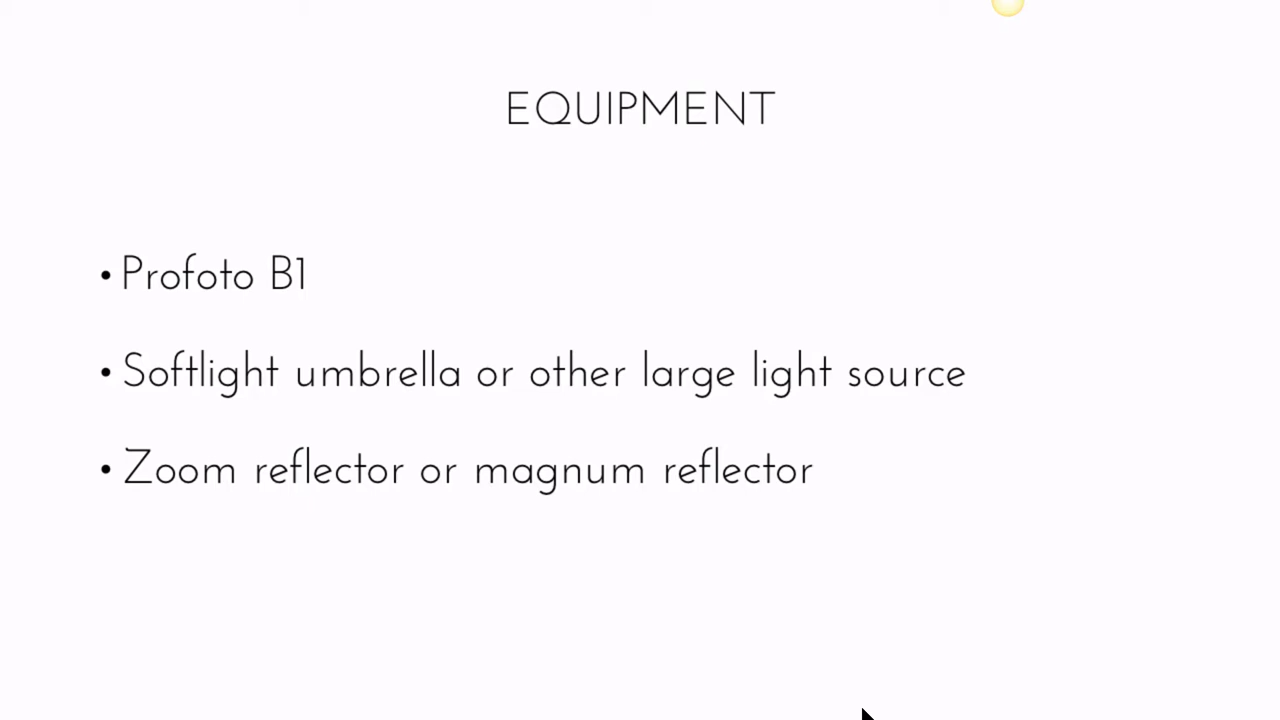 EQUIPMENT
• Profoto B1
• Softlight umbrella or other large light source
• Zoom reflector or magnum reflector